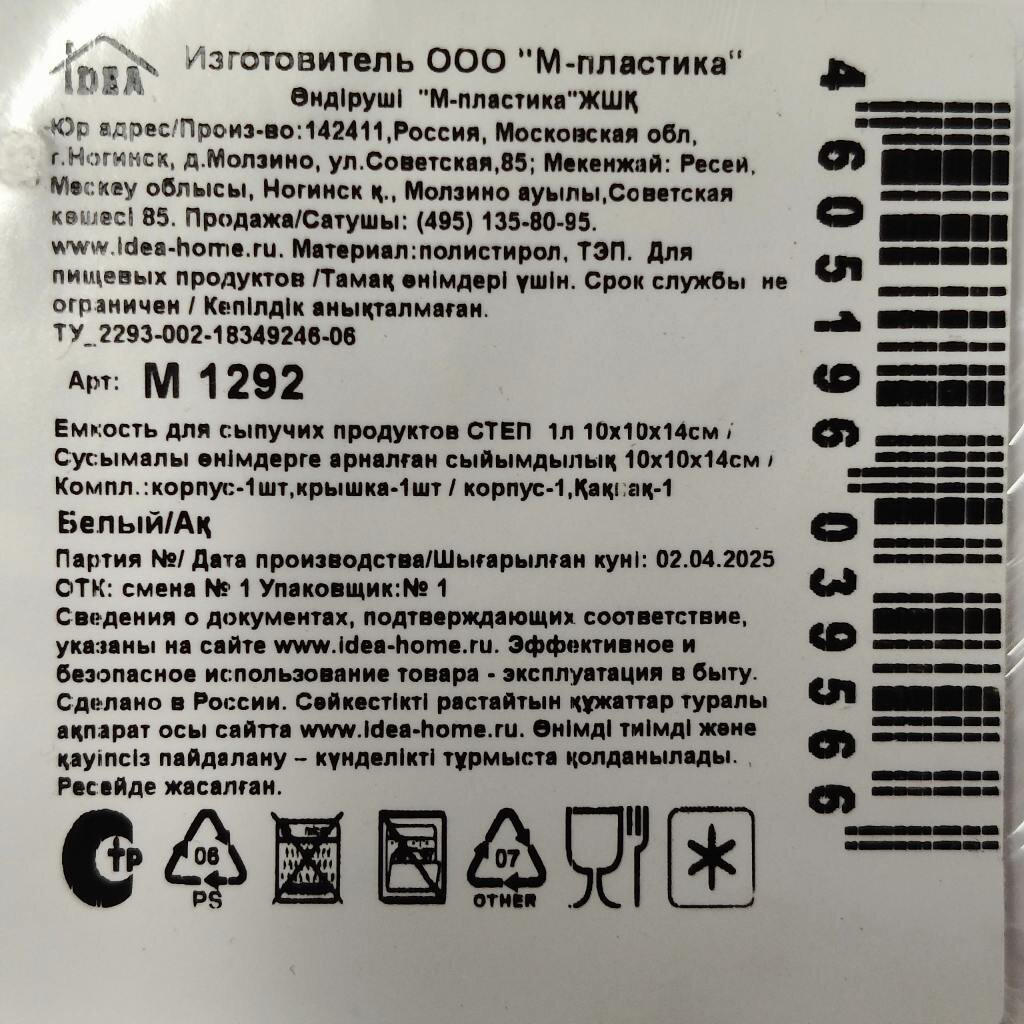 IDEA
Изготовитель ООО "М-пластика"
Өндіруші "М-пластика"ЖШҚ
Юр адрес/Произ-во:142411,Россия, Московская обл,
г.Ногинск, д.Молзино, ул.Советская,85; Мекенжай: Ресей,
Мәскеу облысы, Ногинск қ., Молзино ауылы,Советская
көшесі 85. Продажа/Сатушы: (495) 135-80-95.
www.idea-home.ru. Материал:полистирол, ТЭП. Для
пищевых продуктов /Тамақ өнімдері үшін. Срок службы не
ограничен / Кепілдік анықталмаған.
ТУ_2293-002-18349246-06
Арт: М 1292
Емкость для сыпучих продуктов СТЕП 1л 10х10х14см /
Сусымалы өнімдерге арналған сыйымдылық 10х10х14см /
Компл.:корпус-1шт,крышка-1шт / корпус-1,Қақпақ-1
Белый/Ақ
Партия №/ Дата производства/Шығарылған күні: 02.04.2025
ОТК: смена № 1 Упаковщик:№ 1
Сведения о документах, подтверждающих соответствие,
указаны на сайте www.idea-home.ru. Эффективное и
безопасное использование товара - эксплуатация в быту.
Сделано в России. Сәйкестікті растайтын құжаттар туралы
ақпарат осы сайтта www.idea-home.ru. Өнімді тиімді және
қауіпсіз пайдалану – күнделікті тұрмыста қолданылады.
Ресейде жасалған.
тр
06
PS
07
OTHER
4605196039566